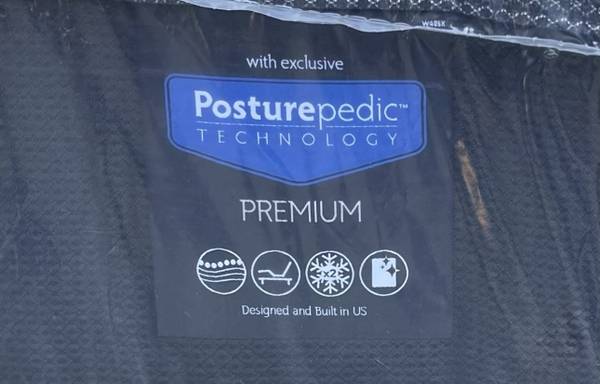 with exclusive
Posturepedic™
TECHNOLOGY
PREMIUM
Designed and Built in US